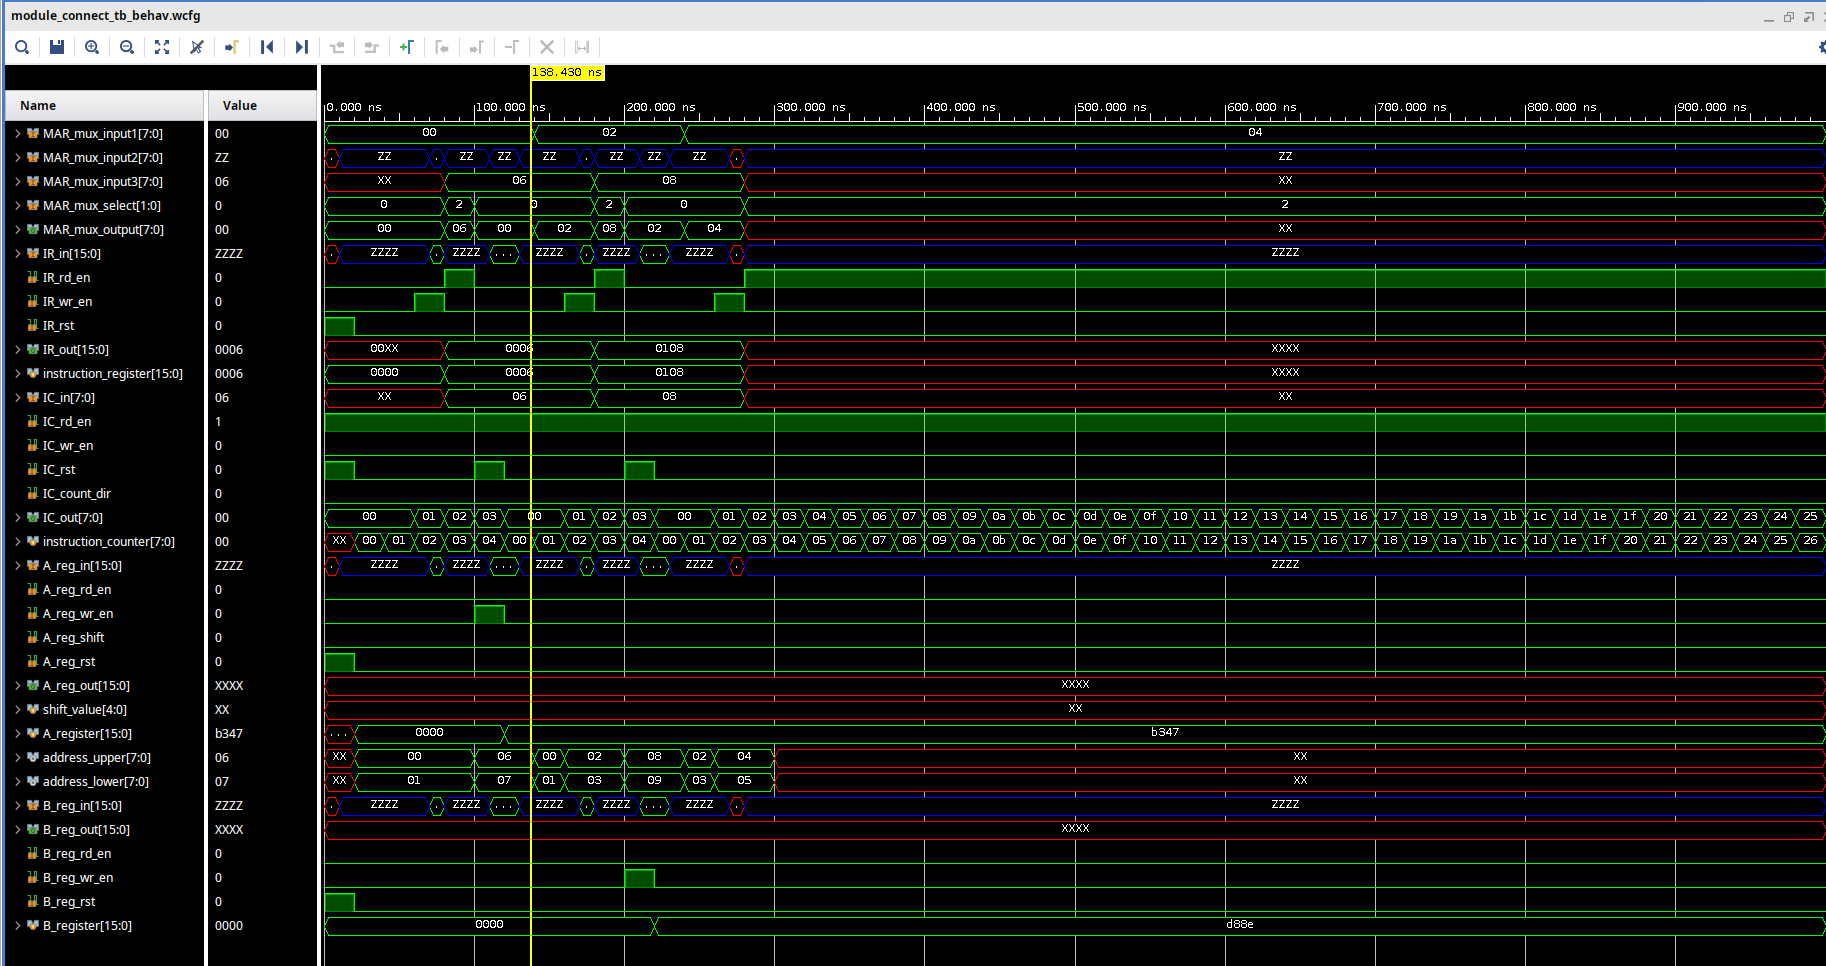 module_connect_tb_behav.wcfg
138.430 ns
Name Value 0.000 ns 100.000 ns 200.000 ns 300.000 ns 400.000 ns 500.000 ns 600.000 ns 700.000 ns 800.000 ns 900.000 ns
MAR_mux_input1[7:0] 00 00 02 04
MAR_mux_input2[7:0] ZZ . ZZ . ZZ ZZ ZZ . ZZ ZZ ZZ . ZZ
MAR_mux_input3[7:0] 06 XX 06 08 XX
MAR_mux_select[1:0] 0 0 2 0 2 0 2
MAR_mux_output[7:0] 00 00 06 00 02 08 02 04 XX
IR_in[15:0] ZZZZ . ZZZZ . ZZZZ ... ZZZZ . ZZZZ ... ZZZZ . ZZZZ
IR_rd_en 0
IR_wr_en 0
IR_rst 0
IR_out[15:0] 0006 00XX 0006 0108 XXXX
instruction_register[15:0] 0006 0000 0006 0108 XXXX
IC_in[7:0] 06 XX 06 08 XX
IC_rd_en 1
IC_wr_en 0
IC_rst 0
IC_count_dir 0
IC_out[7:0] 00 00 01 02 03 00 01 02 03 00 01 02 03 04 05 06 07 08 09 0a 0b 0c 0d 0e 0f 10 11 12 13 14 15 16 17 18 19 1a 1b 1c 1d 1e 1f 20 21 22 23 24 25
instruction_counter[7:0] 00 XX 00 01 02 03 04 00 01 02 03 04 00 01 02 03 04 05 06 07 08 09 0a 0b 0c 0d 0e 0f 10 11 12 13 14 15 16 17 18 19 1a 1b 1c 1d 1e 1f 20 21 22 23 24 25 26
A_reg_in[15:0] ZZZZ . ZZZZ . ZZZZ ... ZZZZ . ZZZZ ... ZZZZ . ZZZZ
A_reg_rd_en 0
A_reg_wr_en 0
A_reg_shift 0
A_reg_rst 0
A_reg_out[15:0] XXXX XXXX
shift_value[4:0] XX XX
A_register[15:0] b347 ... 0000 b347
address_upper[7:0] 06 XX 00 06 00 02 08 02 04 XX
address_lower[7:0] 07 XX 01 07 01 03 09 03 05 XX
B_reg_in[15:0] ZZZZ . ZZZZ . ZZZZ ... ZZZZ . ZZZZ ... ZZZZ . ZZZZ
B_reg_out[15:0] XXXX XXXX
B_reg_rd_en 0
B_reg_wr_en 0
B_reg_rst 0
B_register[15:0] 0000 0000 d88e